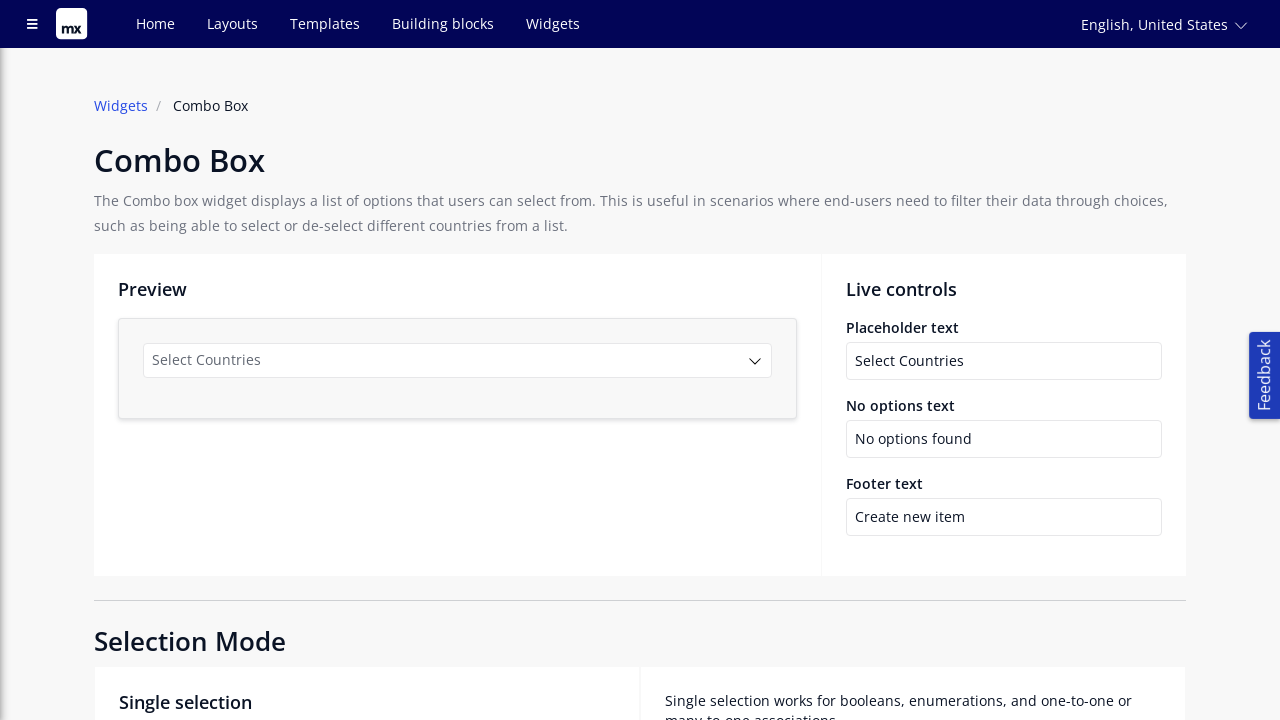 mx
Home
Layouts
Templates
Building blocks
Widgets
English, United States
Widgets / Combo Box
Combo Box
The Combo box widget displays a list of options that users can select from. This is useful in scenarios where end-users need to filter their data through choices,
such as being able to select or de-select different countries from a list.
Preview
Select Countries
Live controls
Placeholder text
Select Countries
No options text
No options found
Footer text
Create new item
Feedback
Selection Mode
Single selection
Single selection works for booleans, enumerations, and one-to-one or
many-to-one associations.